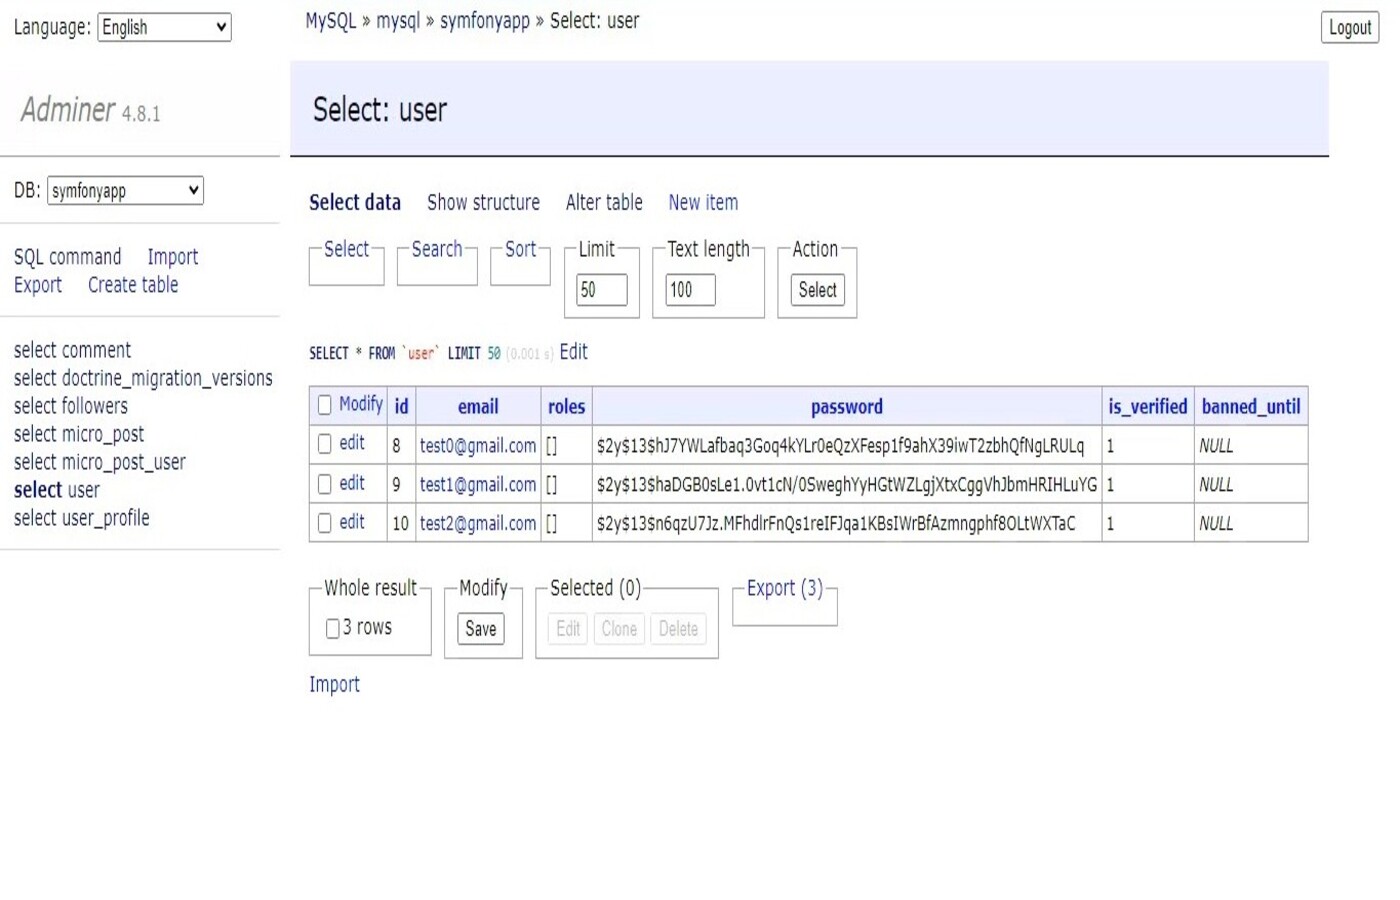 Language: English
MySQL » mysql » symfonyapp » Select: user
Logout
Adminer 4.8.1
Select: user
DB: symfonyapp
SQL command Import
Export Create table
select comment
select doctrine_migration_versions
select followers
select micro_post
select micro_post_user
select user
select user_profile
Select data Show structure Alter table New item
Select Search Sort Limit Text length Action
50 100 Select
SELECT * FROM `user` LIMIT 50 (0.001 s) Edit
Modify id email roles password is_verified banned_until
edit 8 test0@gmail.com [] $2y$13$hJ7YWLafbaq3Goq4kYLr0eQzXFesp1f9ahX39iwT2zbhQfNgLRULq 1 NULL
edit 9 test1@gmail.com [] $2y$13$haDGB0sLe1.0vt1cN/0SweghYyHGtWZLgjXtxCggVhJbmHRIHLuYG 1 NULL
edit 10 test2@gmail.com [] $2y$13$n6qzU7Jz.MFhdlrFnQs1reIFJqa1KBsIWrBfAzmngphf8OLtWXTaC 1 NULL
Whole result Modify Selected (0) Export (3)
3 rows Save Edit Clone Delete
Import